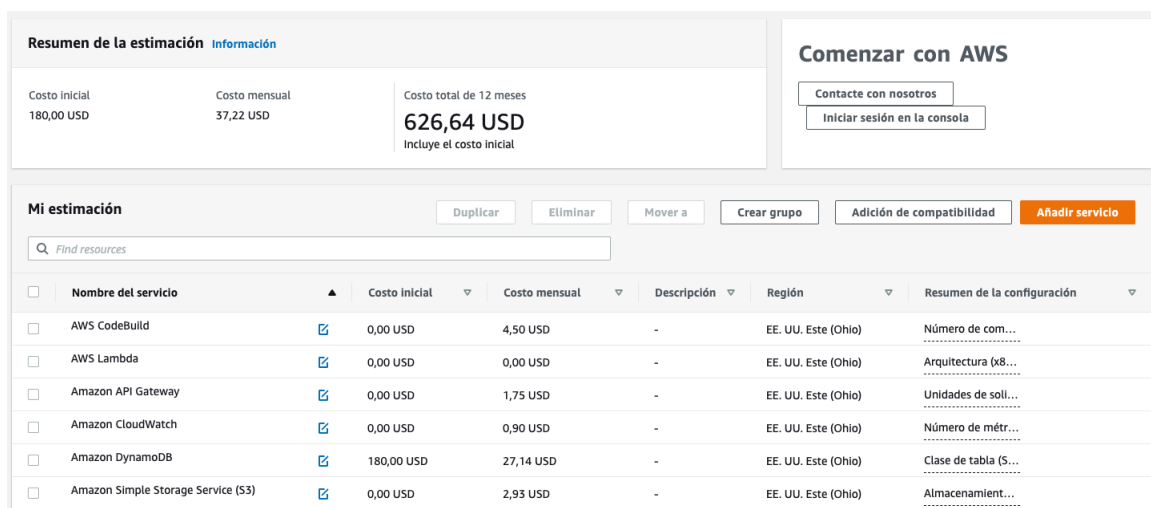 Resumen de la estimación Información
Costo inicial Costo mensual Costo total de 12 meses
180,00 USD 37,22 USD 626,64 USD
Incluye el costo inicial
Comenzar con AWS
Contacte con nosotros
Iniciar sesión en la consola
Mi estimación Duplicar Eliminar Mover a Crear grupo Adición de compatibilidad Añadir servicio
Find resources
Nombre del servicio Costo inicial Costo mensual Descripción Región Resumen de la configuración
AWS CodeBuild 0,00 USD 4,50 USD - EE. UU. Este (Ohio) Número de com...
AWS Lambda 0,00 USD 0,00 USD - EE. UU. Este (Ohio) Arquitectura (x8...
Amazon API Gateway 0,00 USD 1,75 USD - EE. UU. Este (Ohio) Unidades de soli...
Amazon CloudWatch 0,00 USD 0,90 USD - EE. UU. Este (Ohio) Número de métr...
Amazon DynamoDB 180,00 USD 27,14 USD - EE. UU. Este (Ohio) Clase de tabla (S...
Amazon Simple Storage Service (S3) 0,00 USD 2,93 USD - EE. UU. Este (Ohio) Almacenamient...